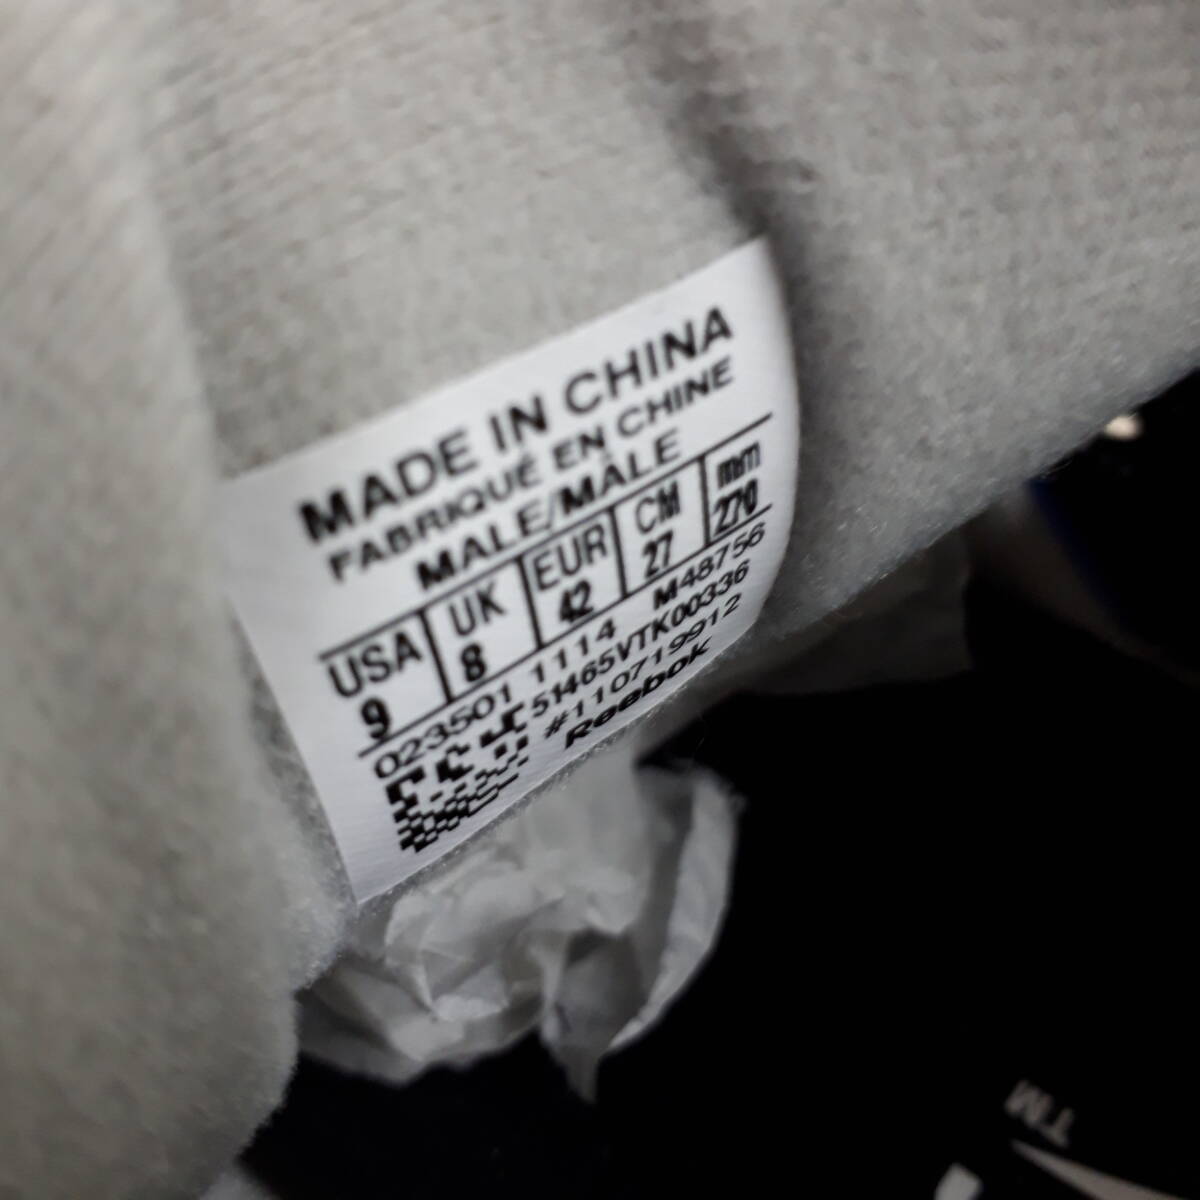 MADE IN CHINA
FABRIQUÉ EN CHINE
MALE/MÂLE
USA UK EUR CM mm
9 8 42 27 270
023501 1114 M48756
51465VTK00336
#110719912
Reebok
TM